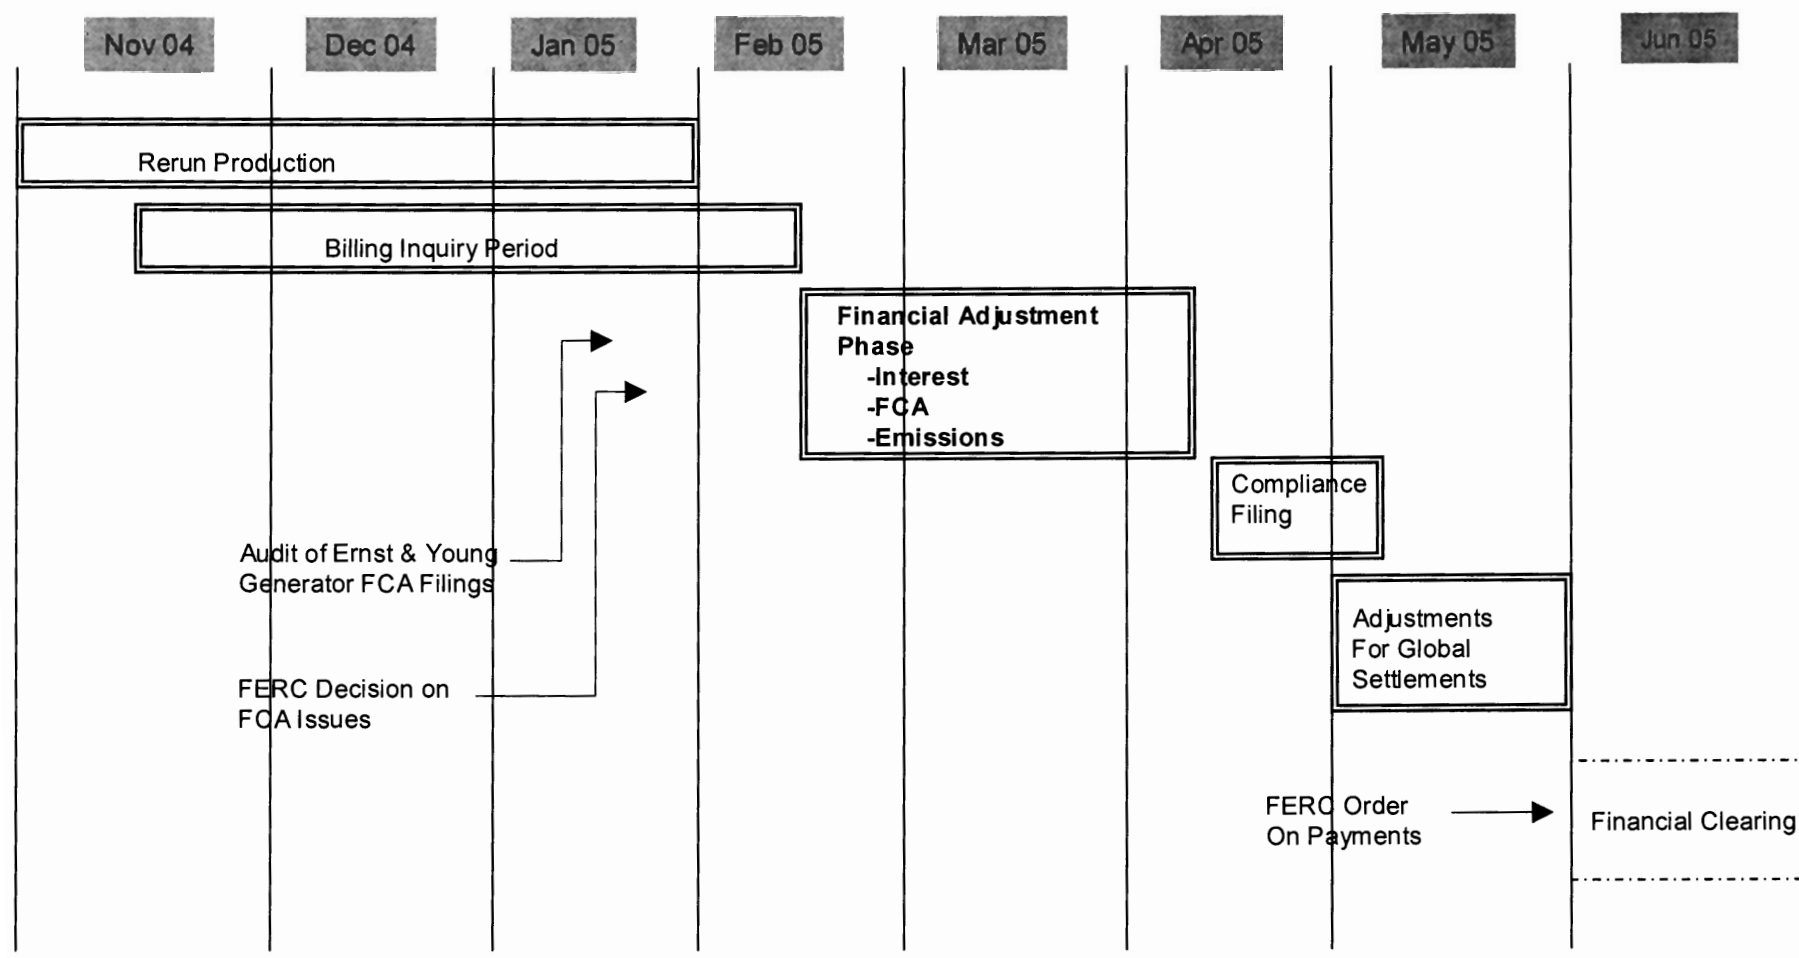 Nov 04
Dec 04
Jan 05
Feb 05
Mar 05
Apr 05
May 05
Jun 05
Rerun Production
Billing Inquiry Period
Financial Adjustment
Phase
-Interest
-FCA
-Emissions
Compliance
Filing
Audit of Ernst & Young
Generator FCA Filings
Adjustments
For Global
Settlements
FERC Decision on
FCA Issues
FERC Order
On Payments
Financial Clearing